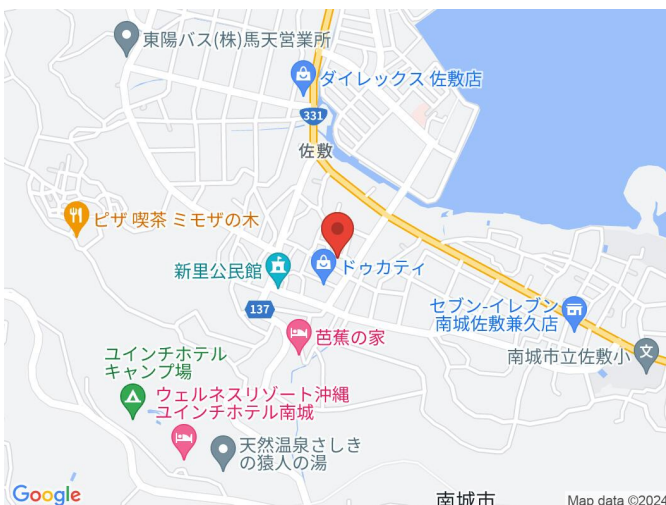 東陽バス(株)馬天営業所
ダイレックス 佐敷店
331
佐敷
ピザ 喫茶 ミモザの木
新里公民館
ドゥカティ
137
セブン-イレブン
南城佐敷兼久店
芭蕉の家
南城市立佐敷小
ユインチホテル
キャンプ場
ウェルネスリゾート沖縄
ユインチホテル南城
天然温泉さしき
の猿人の湯
文
Google
南城市
Map data ©2024